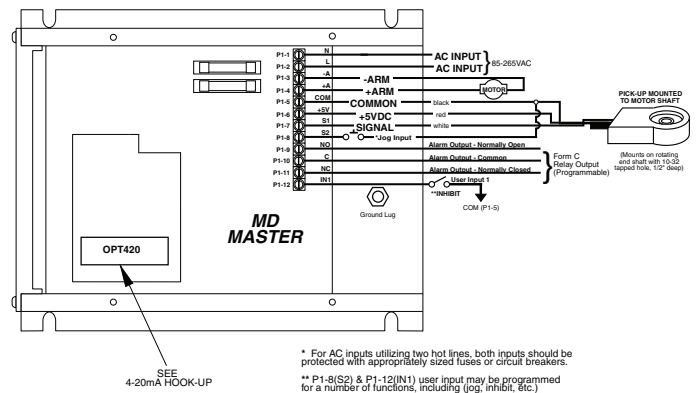 P1-1 N AC INPUT
P1-2 L AC INPUT
85-265VAC
P1-3 -A -ARM
P1-4 +A +ARM
MOTOR
P1-5 COM COMMON black
P1-6 +5V +5VDC red
P1-7 S1 SIGNAL white
P1-8 S2 *Jog Input
P1-9 NO Alarm Output - Normally Open
P1-10 C Alarm Output - Common
P1-11 NC Alarm Output - Normally Closed
P1-12 IN1 User Input 1
**INHIBIT
COM (P1-5)
Form C
Relay Output
(Programmable)
PICK-UP MOUNTED
TO MOTOR SHAFT
(Mounts on rotating
end shaft with 10-32
tapped hole, 1/2" deep)
Ground Lug
MD
MASTER
OPT420
SEE
4-20mA HOOK-UP
* For AC inputs utilizing two hot lines, both inputs should be
protected with appropriately sized fuses or circuit breakers.
** P1-8(S2) & P1-12(IN1) user input may be programmed
for a number of functions, including (jog, inhibit, etc.)